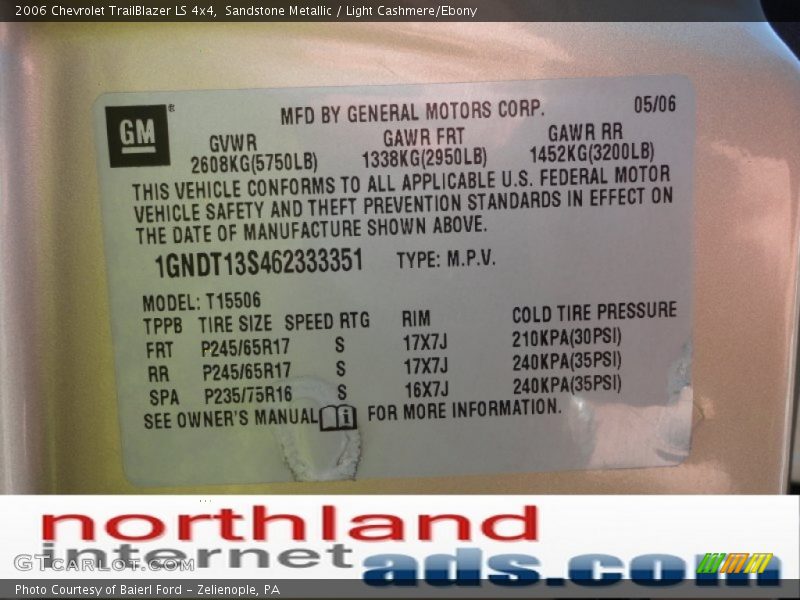 2006 Chevrolet TrailBlazer LS 4x4,  Sandstone Metallic / Light Cashmere/Ebony
GM ®
MFD BY GENERAL MOTORS CORP. 05/06
GVWR GAWR FRT GAWR RR
2608KG(5750LB) 1338KG(2950LB) 1452KG(3200LB)
THIS VEHICLE CONFORMS TO ALL APPLICABLE U.S. FEDERAL MOTOR
VEHICLE SAFETY AND THEFT PREVENTION STANDARDS IN EFFECT ON
THE DATE OF MANUFACTURE SHOWN ABOVE.
1GNDT13S462333351 TYPE: M.P.V.
MODEL: T15506
TPPB TIRE SIZE SPEED RTG RIM COLD TIRE PRESSURE
FRT P245/65R17 S 17X7J 210KPA(30PSI)
RR P245/65R17 S 17X7J 240KPA(35PSI)
SPA P235/75R16 S 16X7J 240KPA(35PSI)
SEE OWNER'S MANUAL i FOR MORE INFORMATION.
northland
internet ads.com
GTCARLOT.COM
Photo Courtesy of Baierl Ford – Zelienople, PA